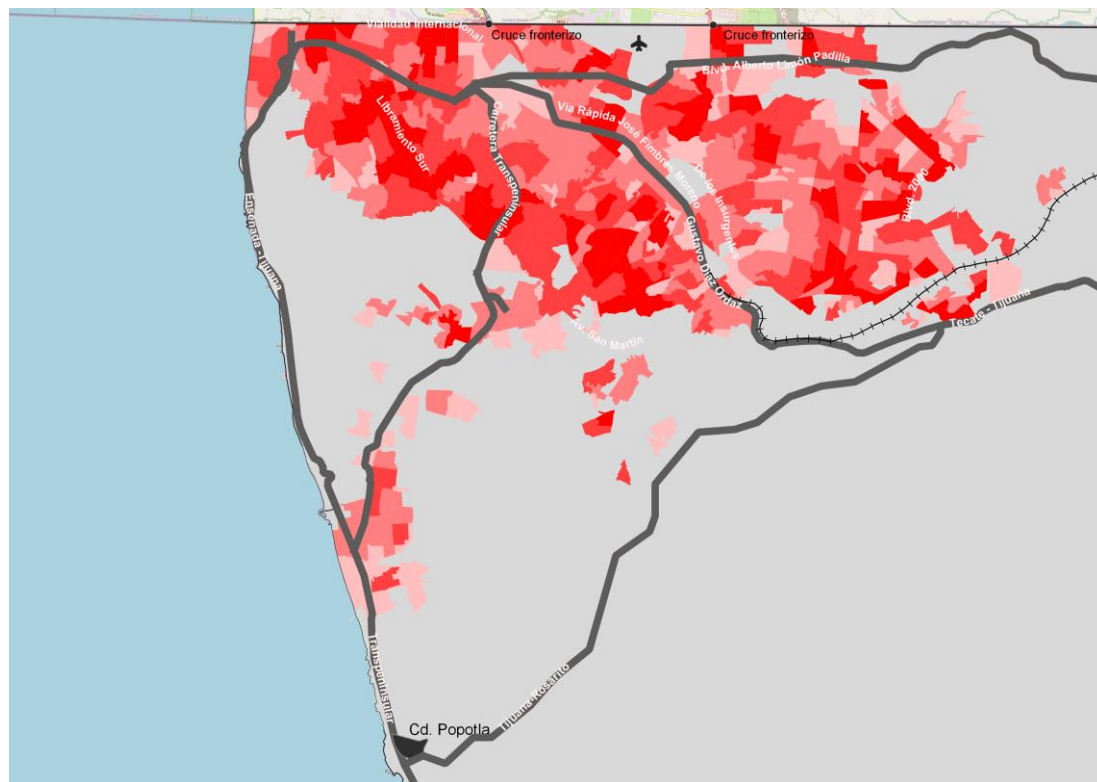 Vialidad Internacional
Cruce fronterizo
Cruce fronterizo
Blvd. Alberto Limón Padilla
Libramiento Sur
Carretera Transpeninsular
Vía Rápida José Fimbres Moreno
De los Insurgentes
Blvd. 2000
Gustavo Díaz Ordaz
Ensenada - Tijuana
Av. San Martín
Tecate - Tijuana
Transpeninsular
Tijuana-Rosarito
Cd. Popotla